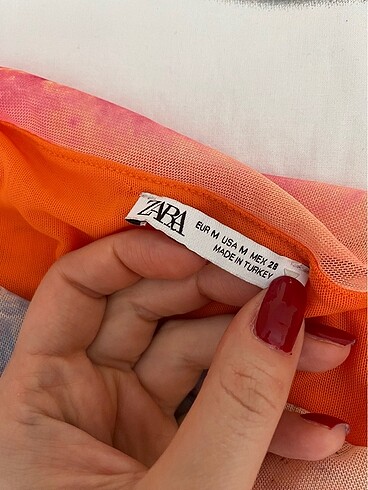 ZARA
EUR M USA M MEX 28
MADE IN TURKEY